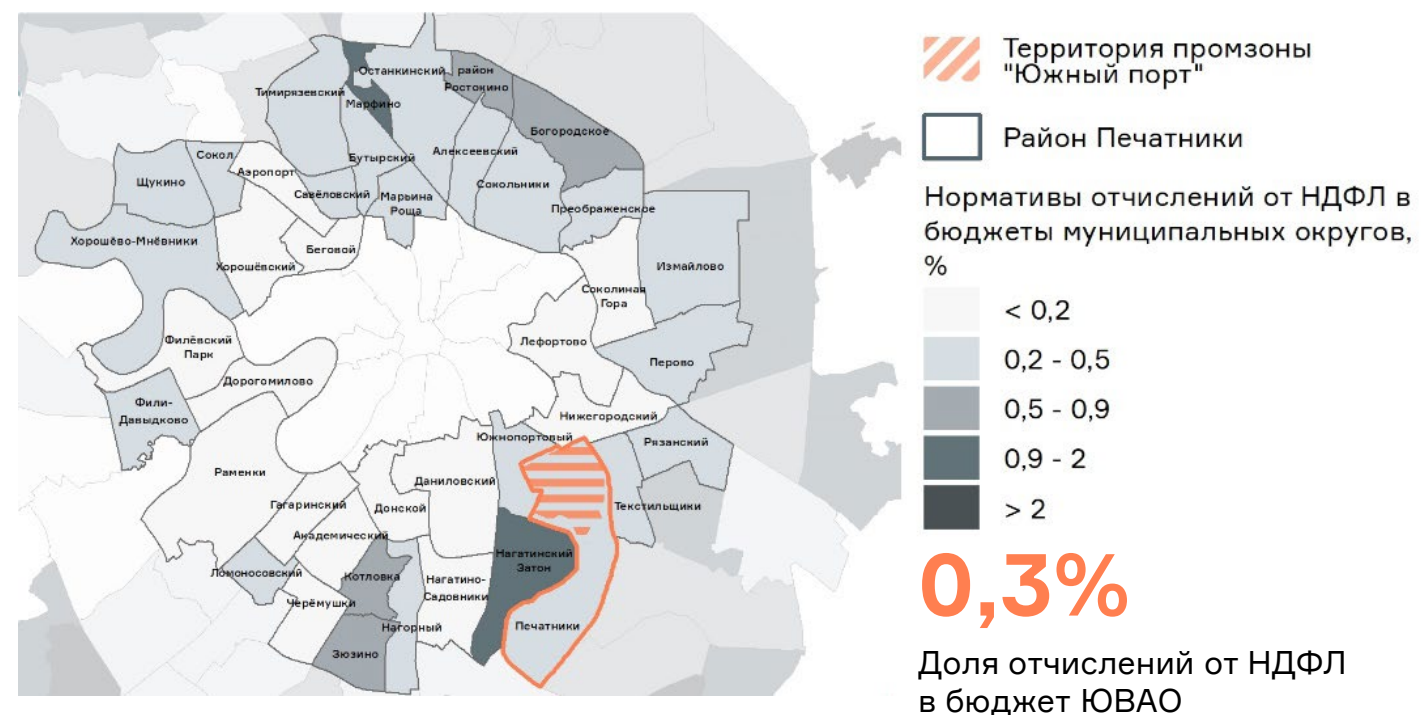 Останкинский
район
Ростокино
Тимирязевский
Марфино
Богородское
Бутырский
Алексеевский
Сокол
Аэропорт
Щукино
Савёловский
Марьина
Роща
Сокольники
Преображенское
Хорошёво-Мнёвники
Беговой
Хорошёвский
Измайлово
Соколиная
Гора
Филёвский
Парк
Лефортово
Перово
Дорогомилово
Фили-
Давыдково
Нижегородский
Южнопортовый
Рязанский
Раменки
Даниловский
Гагаринский
Донской
Текстильщики
Академический
Нагатинский
Затон
Ломоносовский
Котловка
Нагатино-
Садовники
Черёмушки
Нагорный
Печатники
Зюзино
Территория промзоны
"Южный порт"
Район Печатники
Нормативы отчислений от НДФЛ в
бюджеты муниципальных округов,
%
< 0,2
0,2 - 0,5
0,5 - 0,9
0,9 - 2
> 2
0,3%
Доля отчислений от НДФЛ
в бюджет ЮВАО